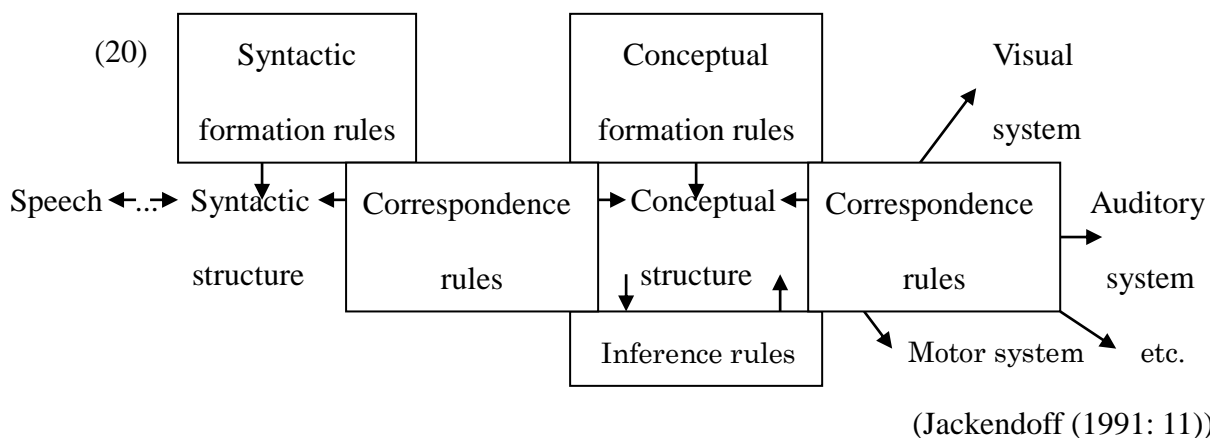 (20) Syntactic Conceptual Visual
formation rules formation rules system
Speech ... Syntactic Correspondence Conceptual Correspondence Auditory
structure rules structure rules system
Inference rules Motor system etc.
(Jackendoff (1991: 11))